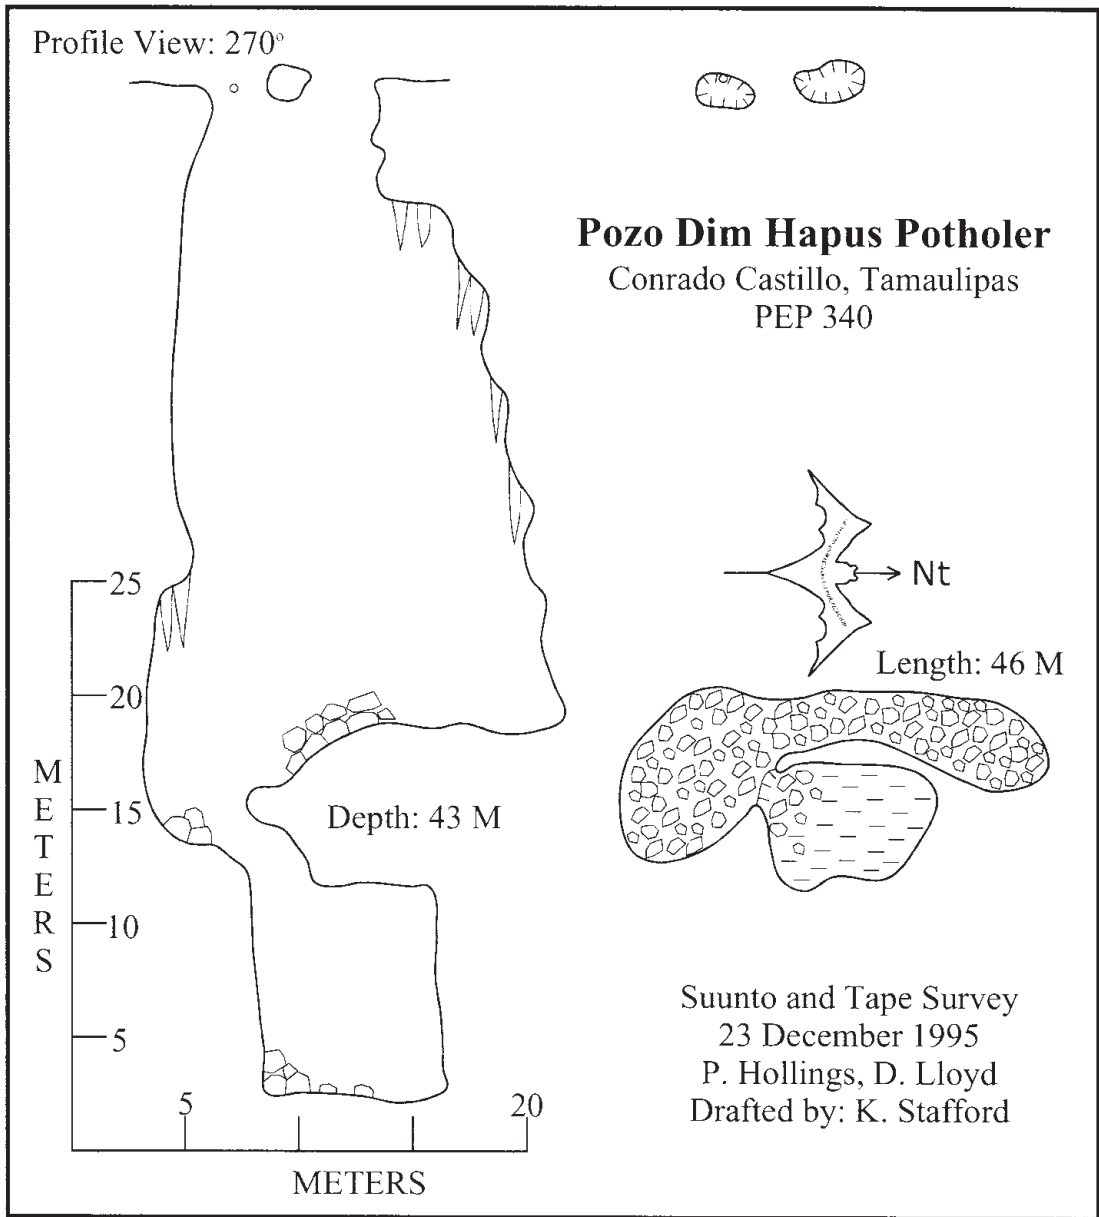 Profile View: 270°
Pozo Dim Hapus Potholer
Conrado Castillo, Tamaulipas
PEP 340
Nt
Length: 46 M
25
20
15
10
5
METERS
Depth: 43 M
5
20
METERS
Suunto and Tape Survey
23 December 1995
P. Hollings, D. Lloyd
Drafted by: K. Stafford